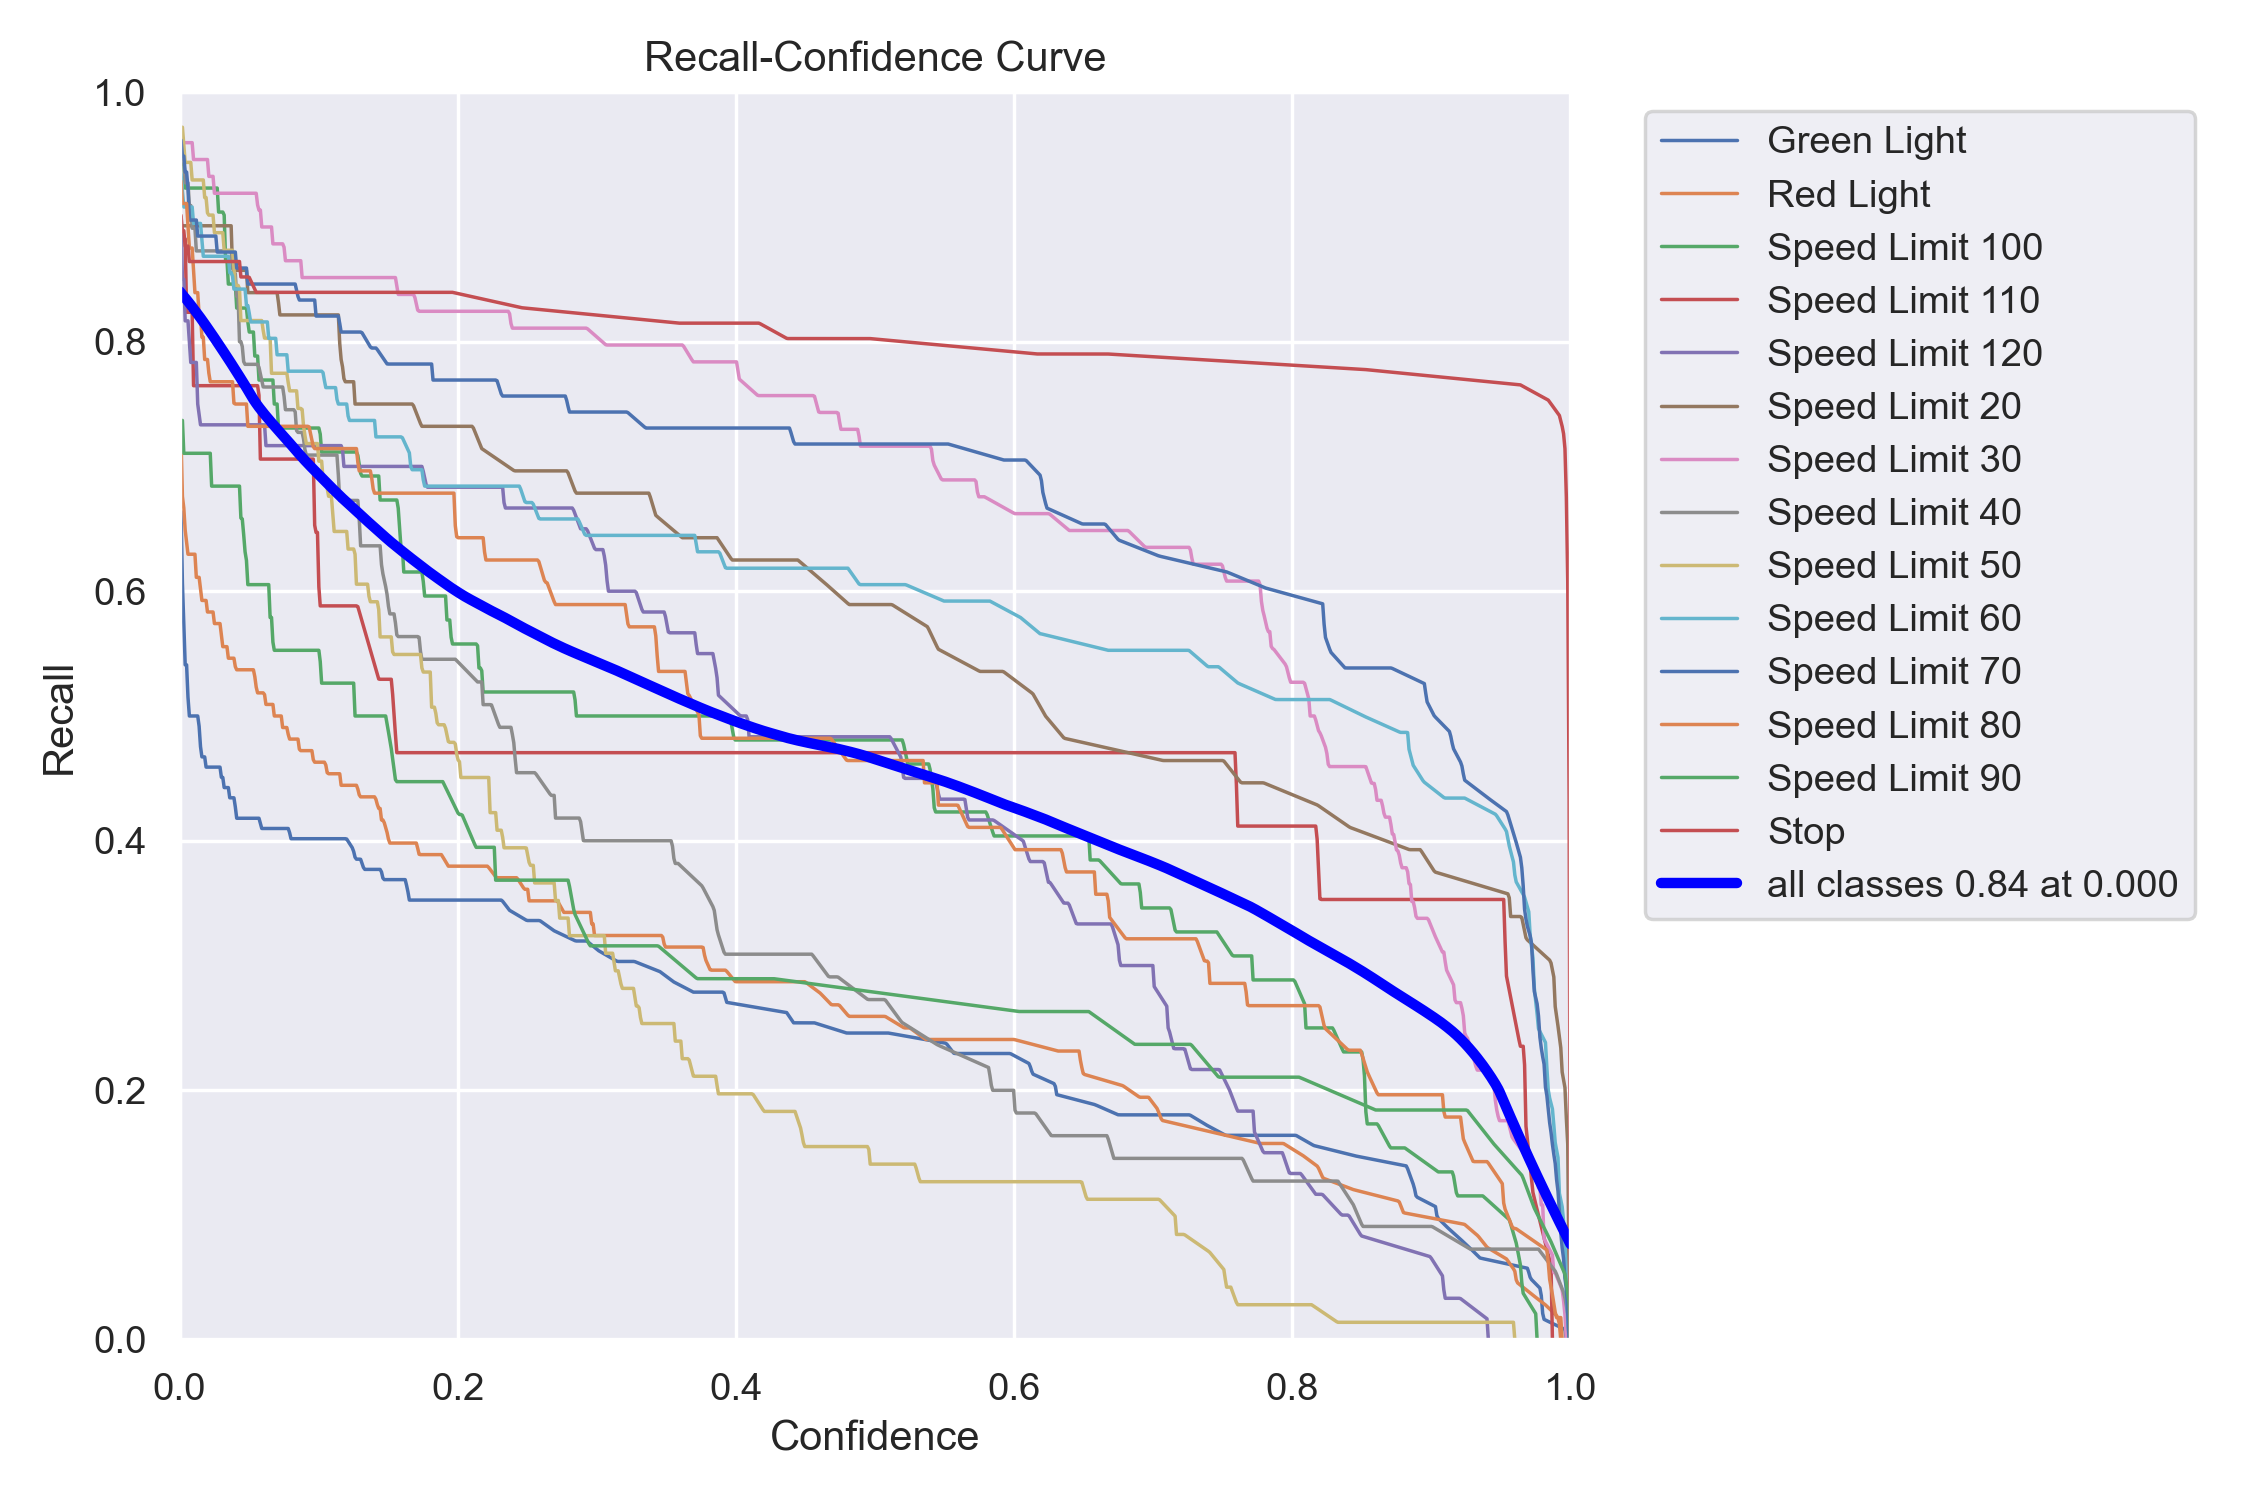 Recall-Confidence Curve
1.0
0.8
0.6
0.4
0.2
0.0
Recall
0.0 0.2 0.4 0.6 0.8 1.0
Confidence
Green Light
Red Light
Speed Limit 100
Speed Limit 110
Speed Limit 120
Speed Limit 20
Speed Limit 30
Speed Limit 40
Speed Limit 50
Speed Limit 60
Speed Limit 70
Speed Limit 80
Speed Limit 90
Stop
all classes 0.84 at 0.000